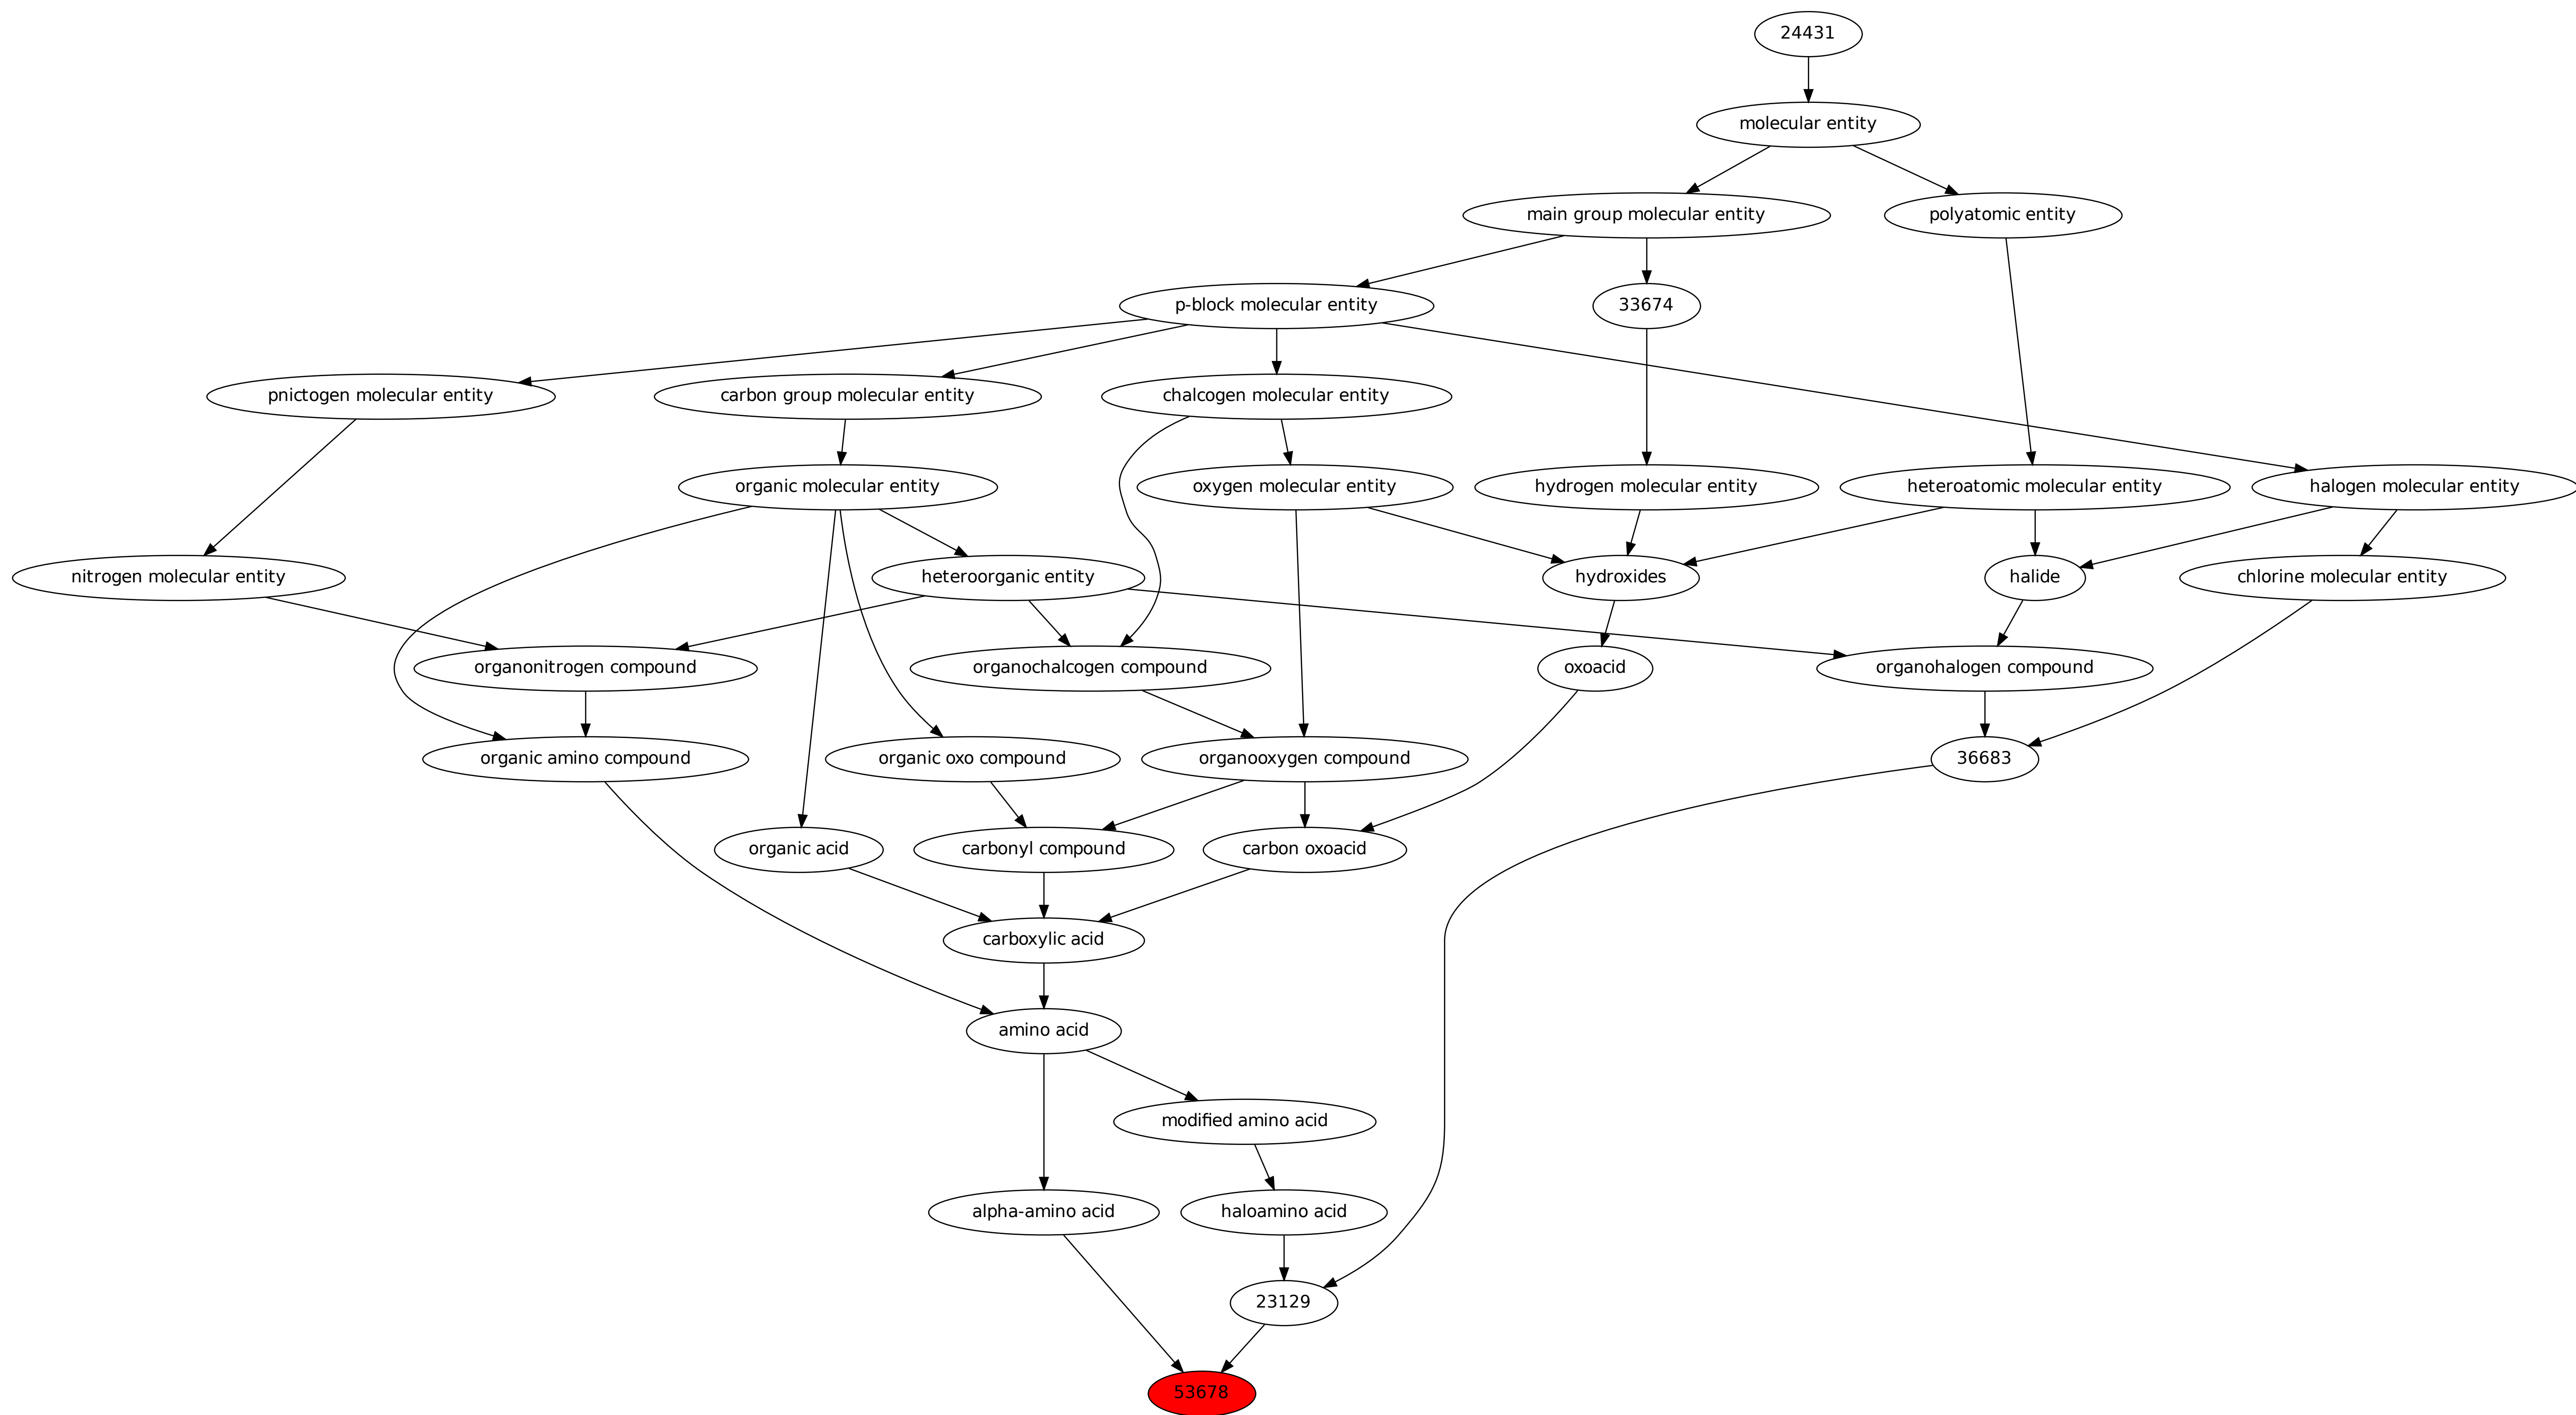 24431
molecular entity
main group molecular entity
polyatomic entity
p-block molecular entity
33674
pnictogen molecular entity
carbon group molecular entity
chalcogen molecular entity
organic molecular entity
oxygen molecular entity
hydrogen molecular entity
heteroatomic molecular entity
halogen molecular entity
nitrogen molecular entity
heteroorganic entity
hydroxides
halide
chlorine molecular entity
organonitrogen compound
organochalcogen compound
oxoacid
organohalogen compound
organic amino compound
organic oxo compound
organooxygen compound
36683
organic acid
carbonyl compound
carbon oxoacid
carboxylic acid
amino acid
modified amino acid
alpha-amino acid
haloamino acid
23129
53678